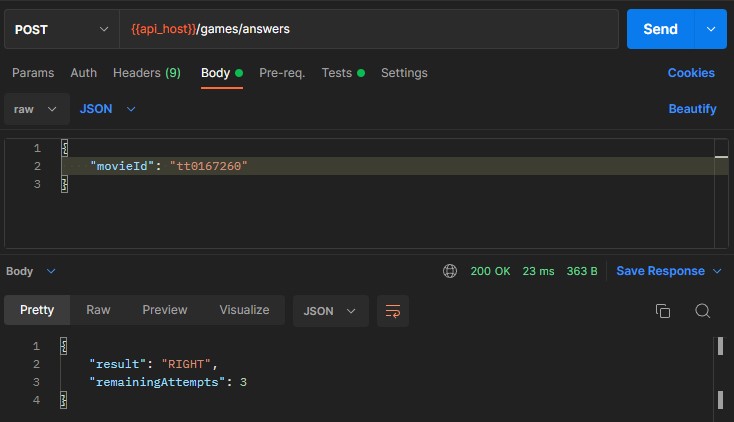 POST {{api_host}}/games/answers Send
Params Auth Headers (9) Body Pre-req. Tests Settings Cookies
raw JSON Beautify
1 {
2 "movieId": "tt0167260"
3 }
Body 200 OK 23 ms 363 B Save Response
Pretty Raw Preview Visualize JSON
1 {
2 "result": "RIGHT",
3 "remainingAttempts": 3
4 }